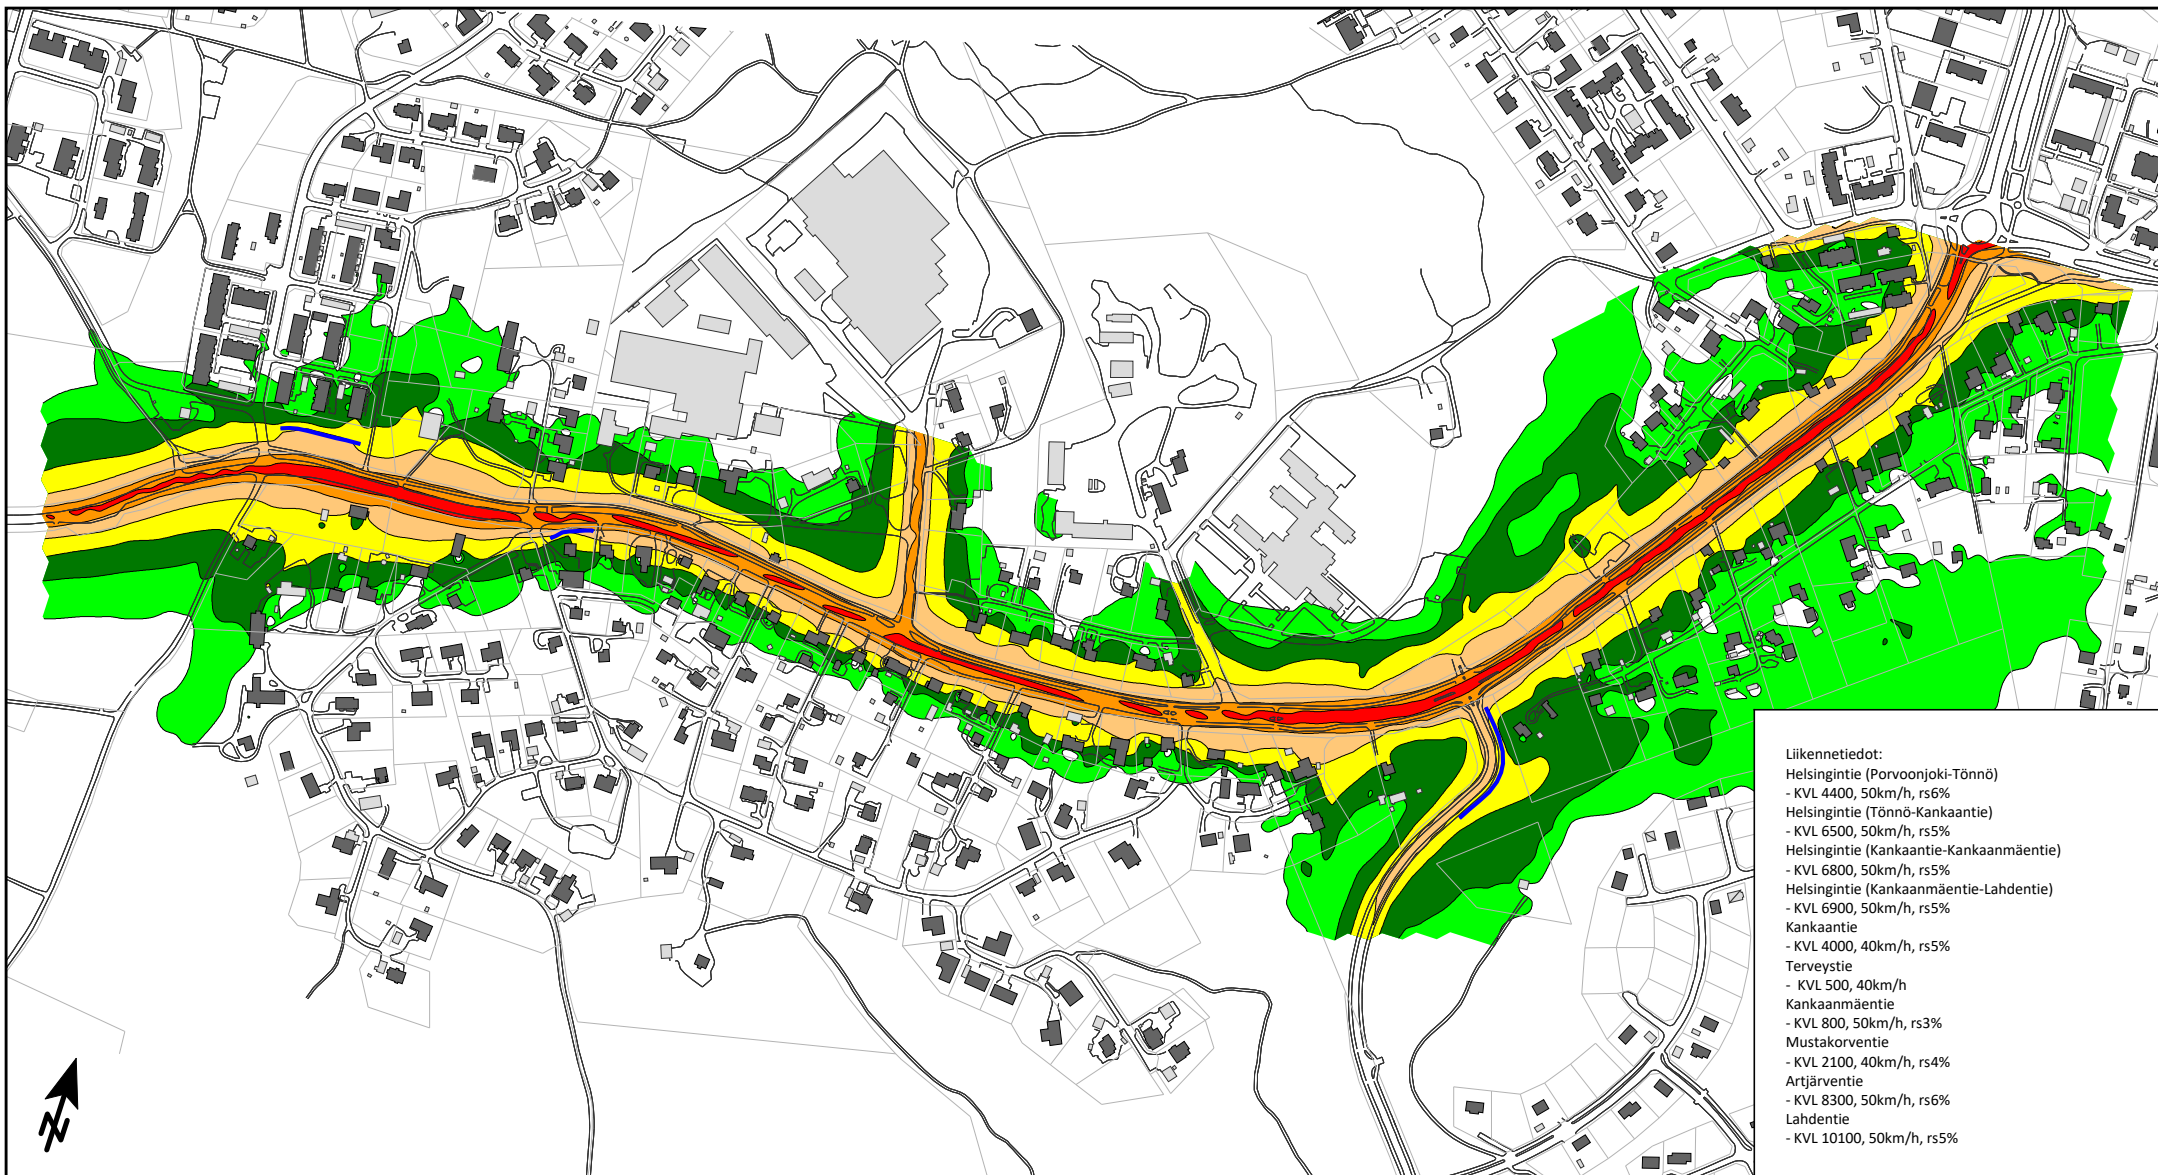 Liikennetiedot:
Helsingintie (Porvoonjoki-Tönnö)
- KVL 4400, 50km/h, rs6%
Helsingintie (Tönnö-Kankaantie)
- KVL 6500, 50km/h, rs5%
Helsingintie (Kankaantie-Kankaanmäentie)
- KVL 6800, 50km/h, rs5%
Helsingintie (Kankaanmäentie-Lahdentie)
- KVL 6900, 50km/h, rs5%
Kankaantie
- KVL 4000, 40km/h, rs5%
Terveystie
- KVL 500, 40km/h
Kankaanmäentie
- KVL 800, 50km/h, rs3%
Mustakorventie
- KVL 2100, 40km/h, rs4%
Artjärventie
- KVL 8300, 50km/h, rs6%
Lahdentie
- KVL 10100, 50km/h, rs5%
N